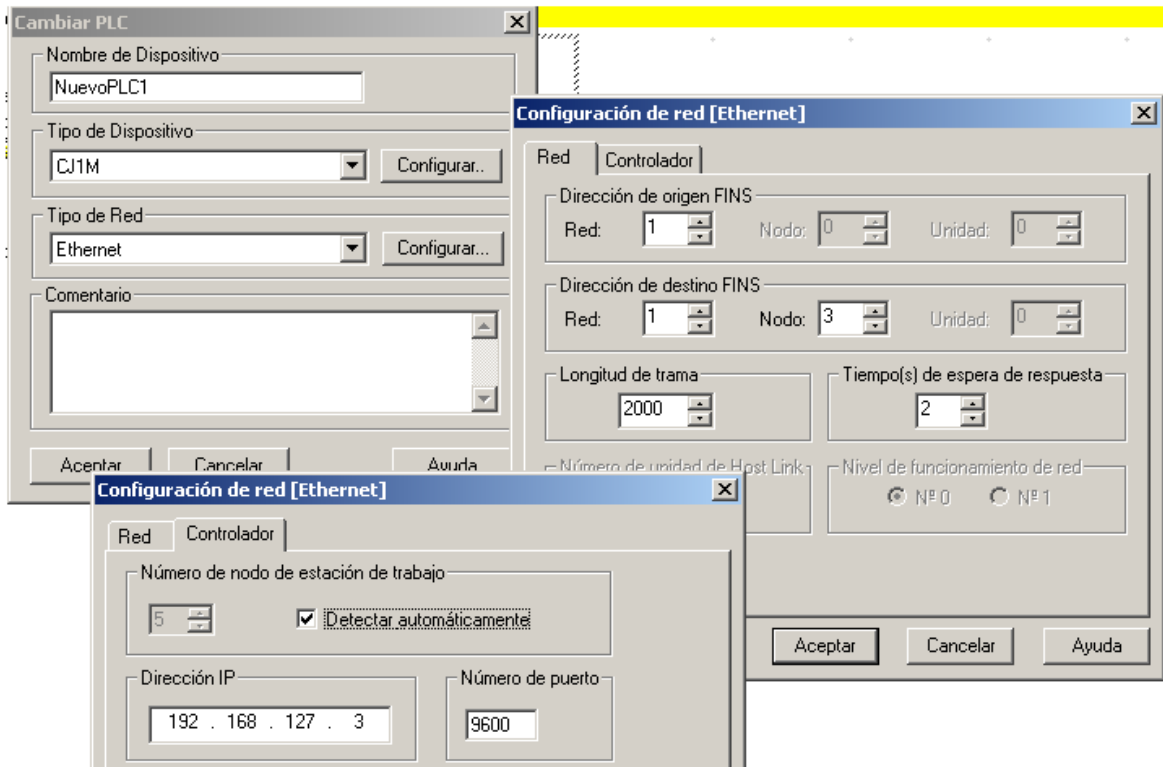 Cambiar PLC
Nombre de Dispositivo
NuevoPLC1
Tipo de Dispositivo
CJ1M
Configurar..
Tipo de Red
Ethernet
Configurar...
Comentario
Aceptar
Cancelar
Ayuda
Configuración de red [Ethernet]
Red
Controlador
Dirección de origen FINS
Red: 1 Nodo: 0 Unidad: 0
Dirección de destino FINS
Red: 1 Nodo: 3 Unidad: 0
Longitud de trama
2000
Tiempo(s) de espera de respuesta
2
Número de unidad de Host Link
Nivel de funcionamiento de red
Nº 0 Nº 1
Aceptar
Cancelar
Ayuda
Configuración de red [Ethernet]
Red
Controlador
Número de nodo de estación de trabajo
5
Detectar automáticamente
Dirección IP
192 . 168 . 127 . 3
Número de puerto
9600